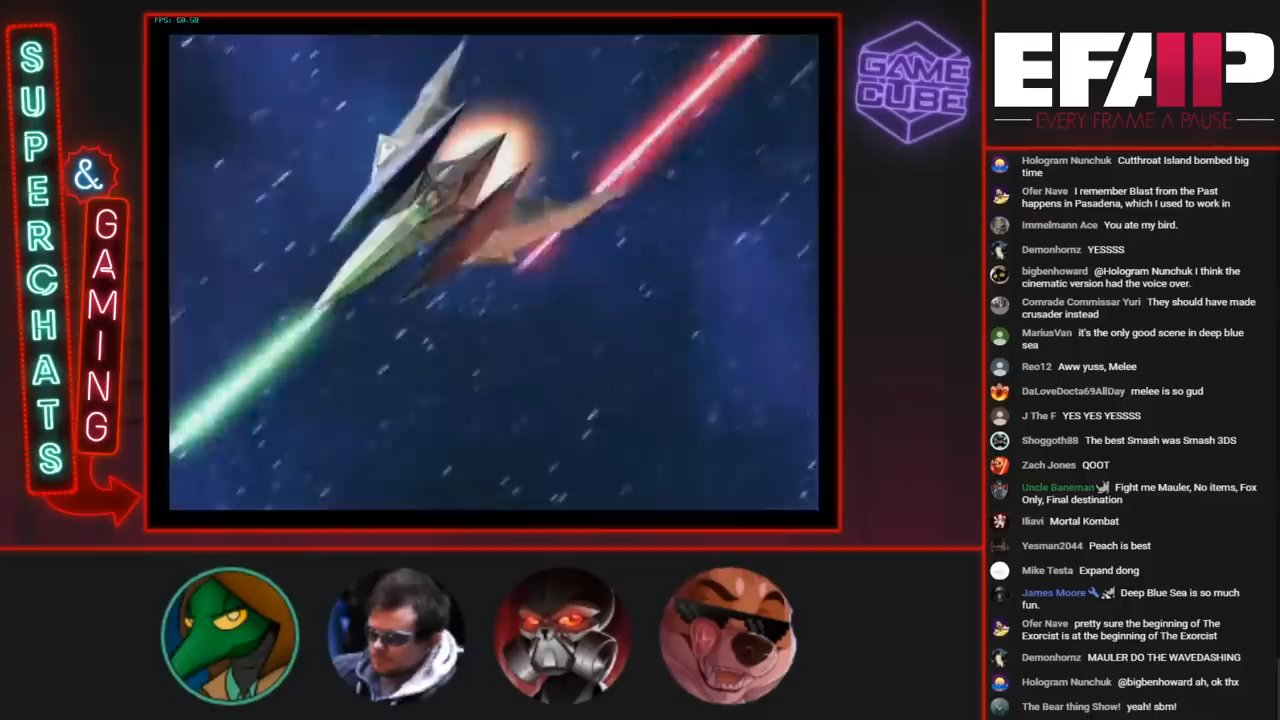 FPS: 60.58
SUPERCHATS
&
GAMING
GAME
CUBE
EFAP
EVERY FRAME A PAUSE
Hologram Nunchuk Cutthroat Island bombed big
time
Ofer Nave I remember Blast from the Past
happens in Pasadena, which I used to work in
Immelmann Ace You ate my bird.
Demonhornz YESSSS
bigbenhoward @Hologram Nunchuk I think the
cinematic version had the voice over.
Comrade Commissar Yuri They should have made
crusader instead
MariusVan it's the only good scene in deep blue
sea
Reo12 Aww yuss, Melee
DaLoveDocta69AllDay melee is so gud
J The F YES YES YESSSS
Shoggoth88 The best Smash was Smash 3DS
Zach Jones QOOT
Uncle Baneman Fight me Mauler, No items, Fox
Only, Final destination
Iliavi Mortal Kombat
Yesman2044 Peach is best
Mike Testa Expand dong
James Moore Deep Blue Sea is so much
fun.
Ofer Nave pretty sure the beginning of The
Exorcist is at the beginning of The Exorcist
Demonhornz MAULER DO THE WAVEDASHING
Hologram Nunchuk @bigbenhoward ah, ok thx
The Bear thing Show! yeah! sbm!